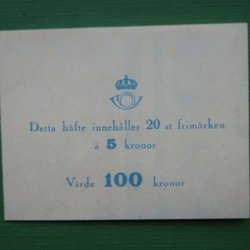 Detta häfte innehåller 20 st frimärken
à 5 kronor
Värde 100 kronor